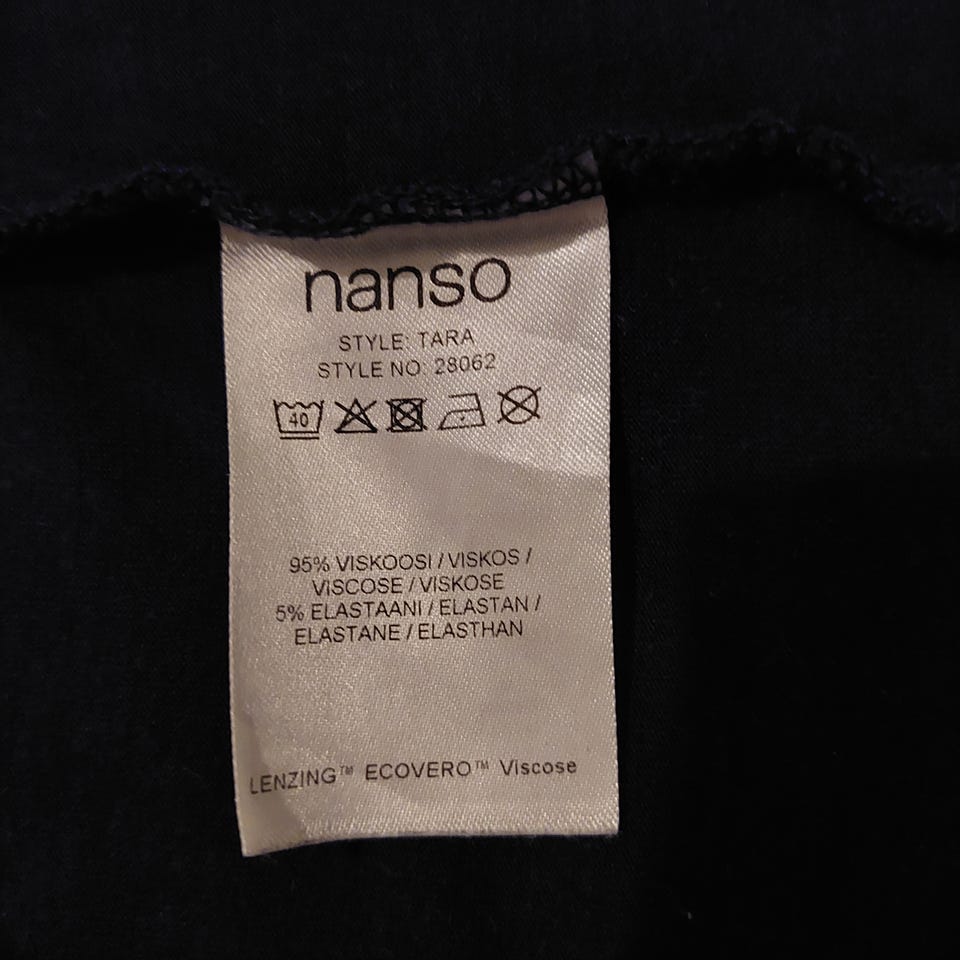 nanso
STYLE: TARA
STYLE NO: 28062
40
95% VISKOOSI / VISKOS /
VISCOSE / VISKOSE
5% ELASTAANI / ELASTAN /
ELASTANE / ELASTHAN
LENZING™ ECOVERO™ Viscose